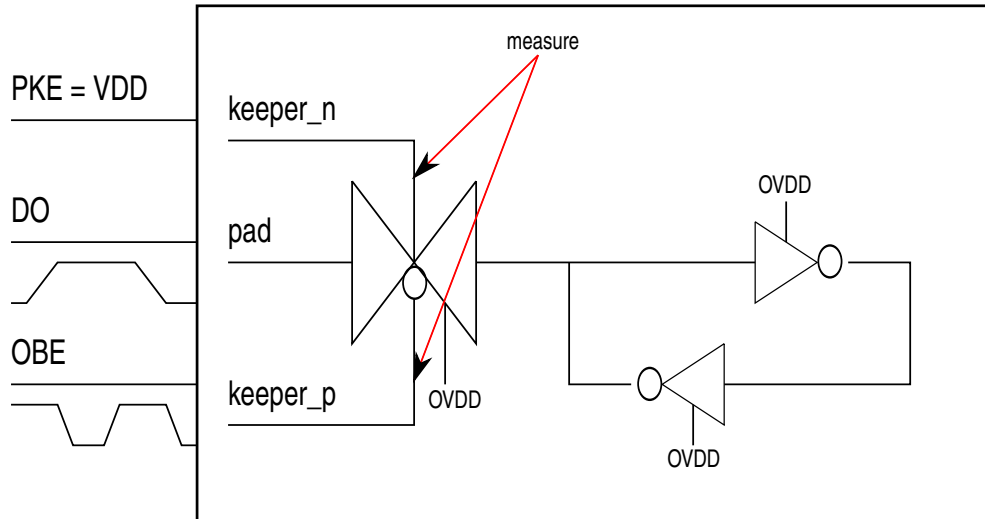 measure
PKE = VDD
keeper_n
OVDD
DO
pad
OBE
keeper_p
OVDD
OVDD